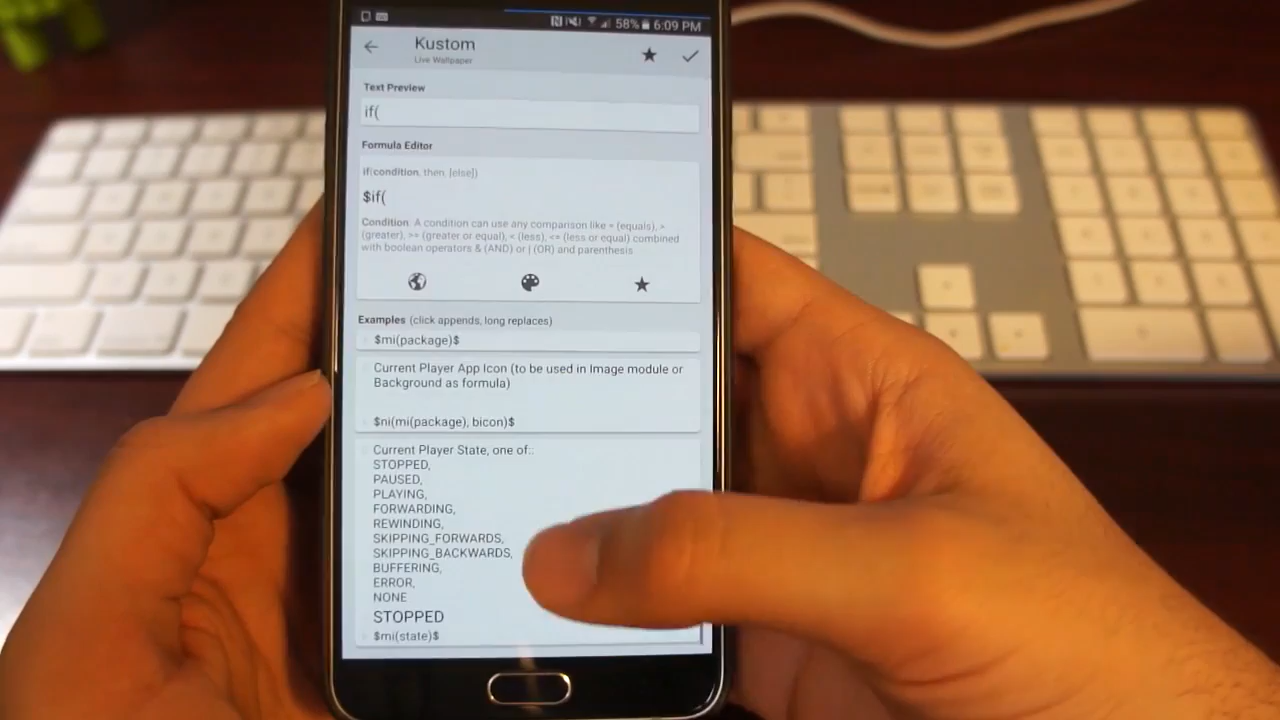 58% 6:09 PM
Kustom
Live Wallpaper
Text Preview
if(
Formula Editor
if(condition, then, [else])
$if(
Condition. A condition can use any comparison like = (equals), >
(greater), >= (greater or equal), < (less), <= (less or equal) combined
with boolean operators & (AND) or | (OR) and parenthesis
Examples (click appends, long replaces)
$mi(package)$
Current Player App Icon (to be used in Image module or
Background as formula)
$ni(mi(package), bicon)$
Current Player State, one of::
STOPPED,
PAUSED,
PLAYING,
FORWARDING,
REWINDING,
SKIPPING_FORWARDS,
SKIPPING_BACKWARDS,
BUFFERING,
ERROR,
NONE
STOPPED
$mi(state)$